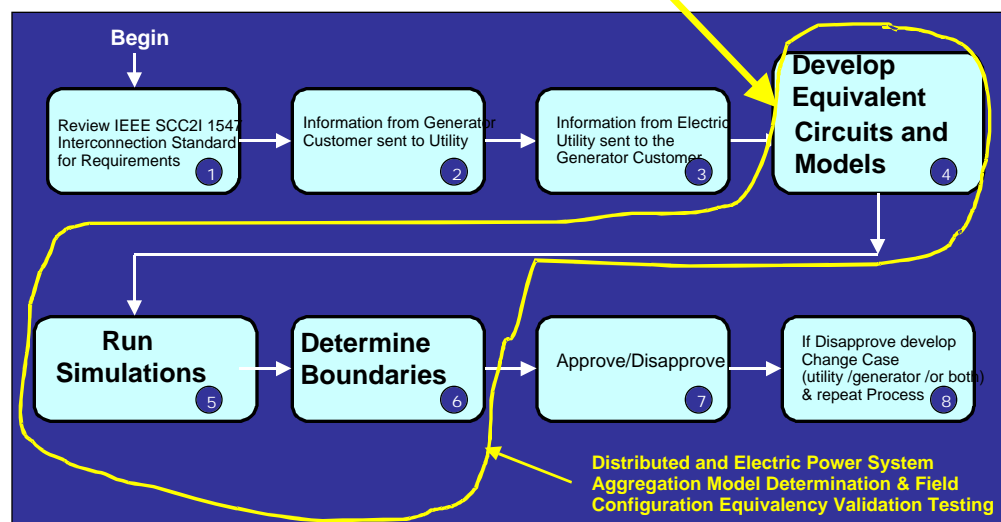 Begin
Review IEEE SCC2I 1547
Interconnection Standard
for Requirements
1
Information from Generator
Customer sent to Utility
2
Information from Electric
Utility sent to the
Generator Customer
3
Develop
Equivalent
Circuits and
Models
4
Run
Simulations
5
Determine
Boundaries
6
Approve/Disapprove
7
If Disapprove develop
Change Case
(utility /generator /or both)
& repeat Process
8
Distributed and Electric Power System
Aggregation Model Determination & Field
Configuration Equivalency Validation Testing